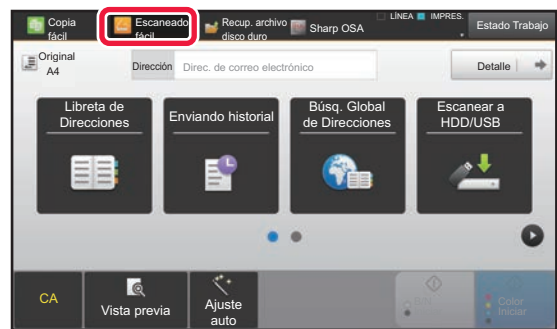 Copia
fácil
Escaneado
fácil
Recup. archivo
disco duro
Sharp OSA
LÍNEA
IMPRES.
Estado Trabajo
Original
A4
Dirección
Direc. de correo electrónico
Detalle
Libreta de
Direcciones
Enviando historial
Búsq. Global
de Direcciones
Escanear a
HDD/USB
CA
Vista previa
Ajuste
auto
Color
Iniciar